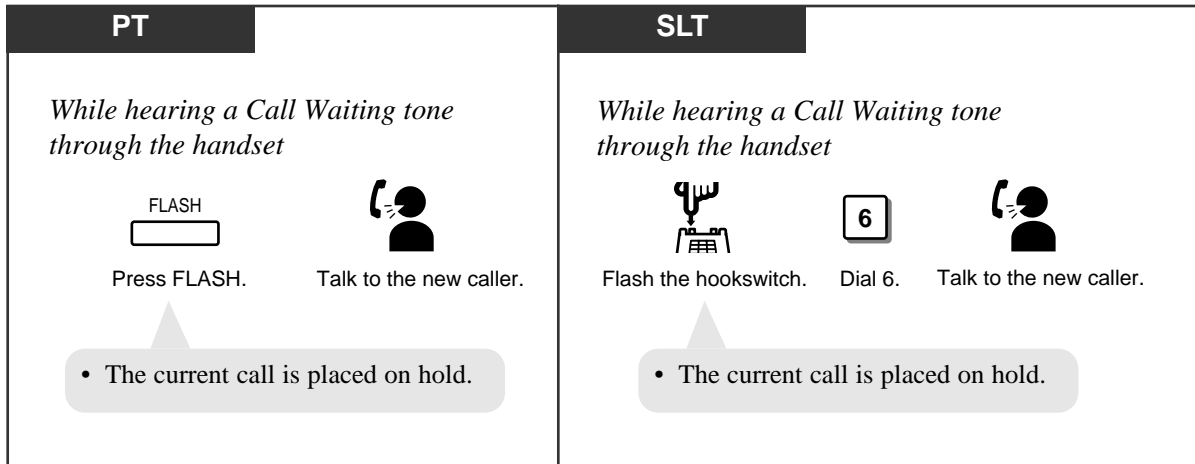 PT
While hearing a Call Waiting tone
through the handset
FLASH
Press FLASH.
Talk to the new caller.
• The current call is placed on hold.
SLT
While hearing a Call Waiting tone
through the handset
6
Flash the hookswitch.
Dial 6.
Talk to the new caller.
• The current call is placed on hold.